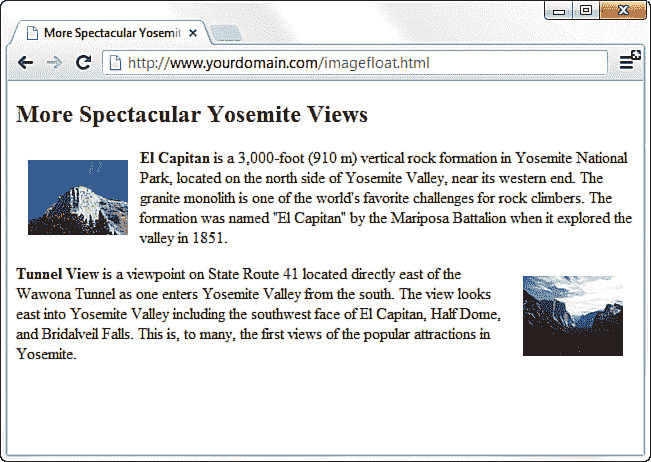 More Spectacular Yosemit
http://www.yourdomain.com/imagefloat.html
More Spectacular Yosemite Views
El Capitan is a 3,000-foot (910 m) vertical rock formation in Yosemite National
Park, located on the north side of Yosemite Valley, near its western end. The
granite monolith is one of the world's favorite challenges for rock climbers. The
formation was named "El Capitan" by the Mariposa Battalion when it explored the
valley in 1851.
Tunnel View is a viewpoint on State Route 41 located directly east of the
Wawona Tunnel as one enters Yosemite Valley from the south. The view looks
east into Yosemite Valley including the southwest face of El Capitan, Half Dome,
and Bridalveil Falls. This is, to many, the first views of the popular attractions in
Yosemite.